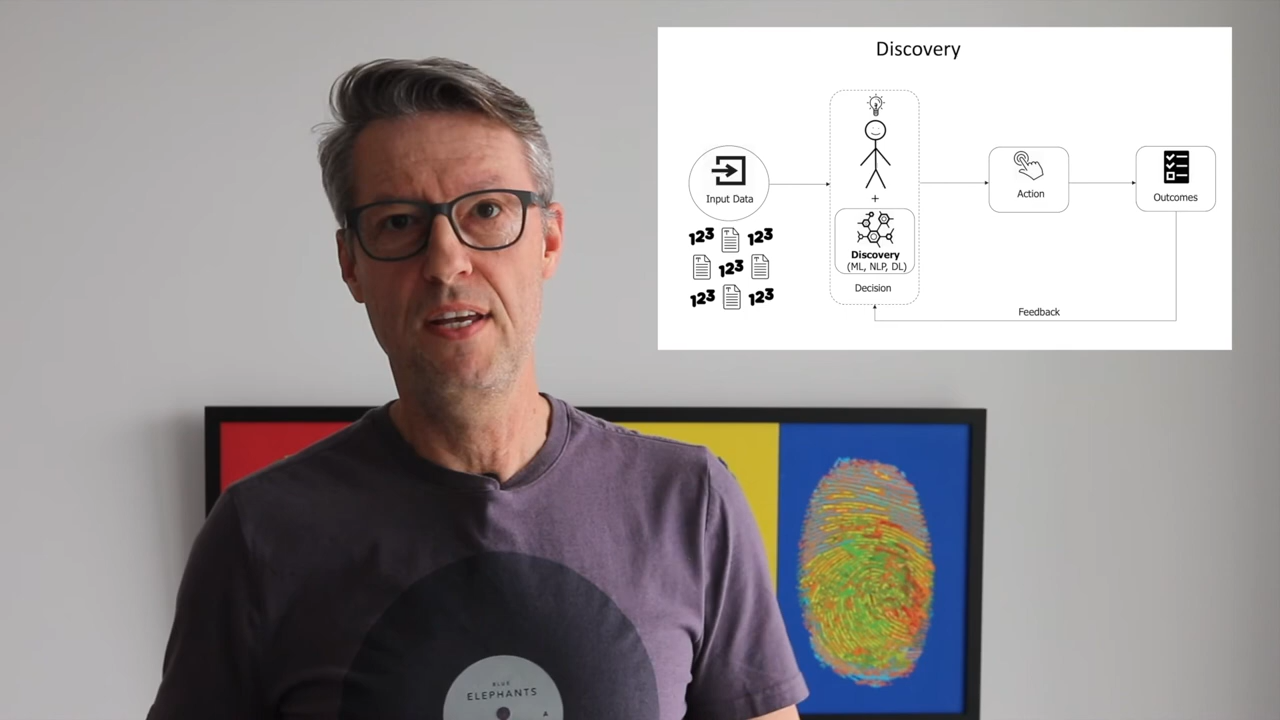 Discovery
Input Data
123 123
123
123 123
+
Discovery
(ML, NLP, DL)
Decision
Action
Outcomes
Feedback
BLUE
ELEPHANTS
A